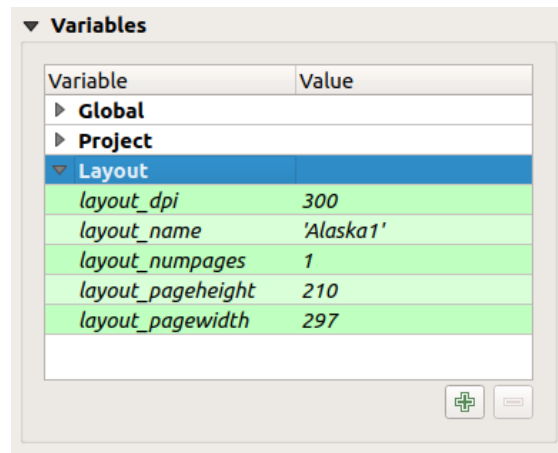 Variables
Variable Value
Global
Project
Layout
layout_dpi 300
layout_name 'Alaska1'
layout_numpages 1
layout_pageheight 210
layout_pagewidth 297